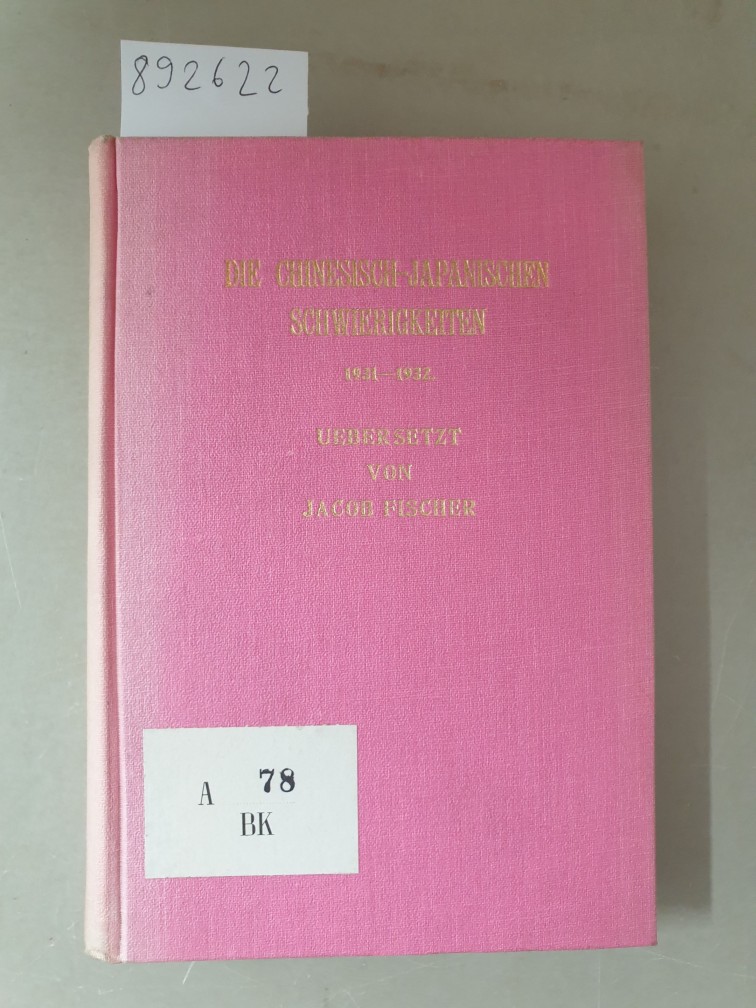 892622
DIE CHINESISCH-JAPANISCHEN
SCHWIERIGKEITEN
1931—1932.
UEBERSETZT
VON
JACOB FISCHER
A 78
BK